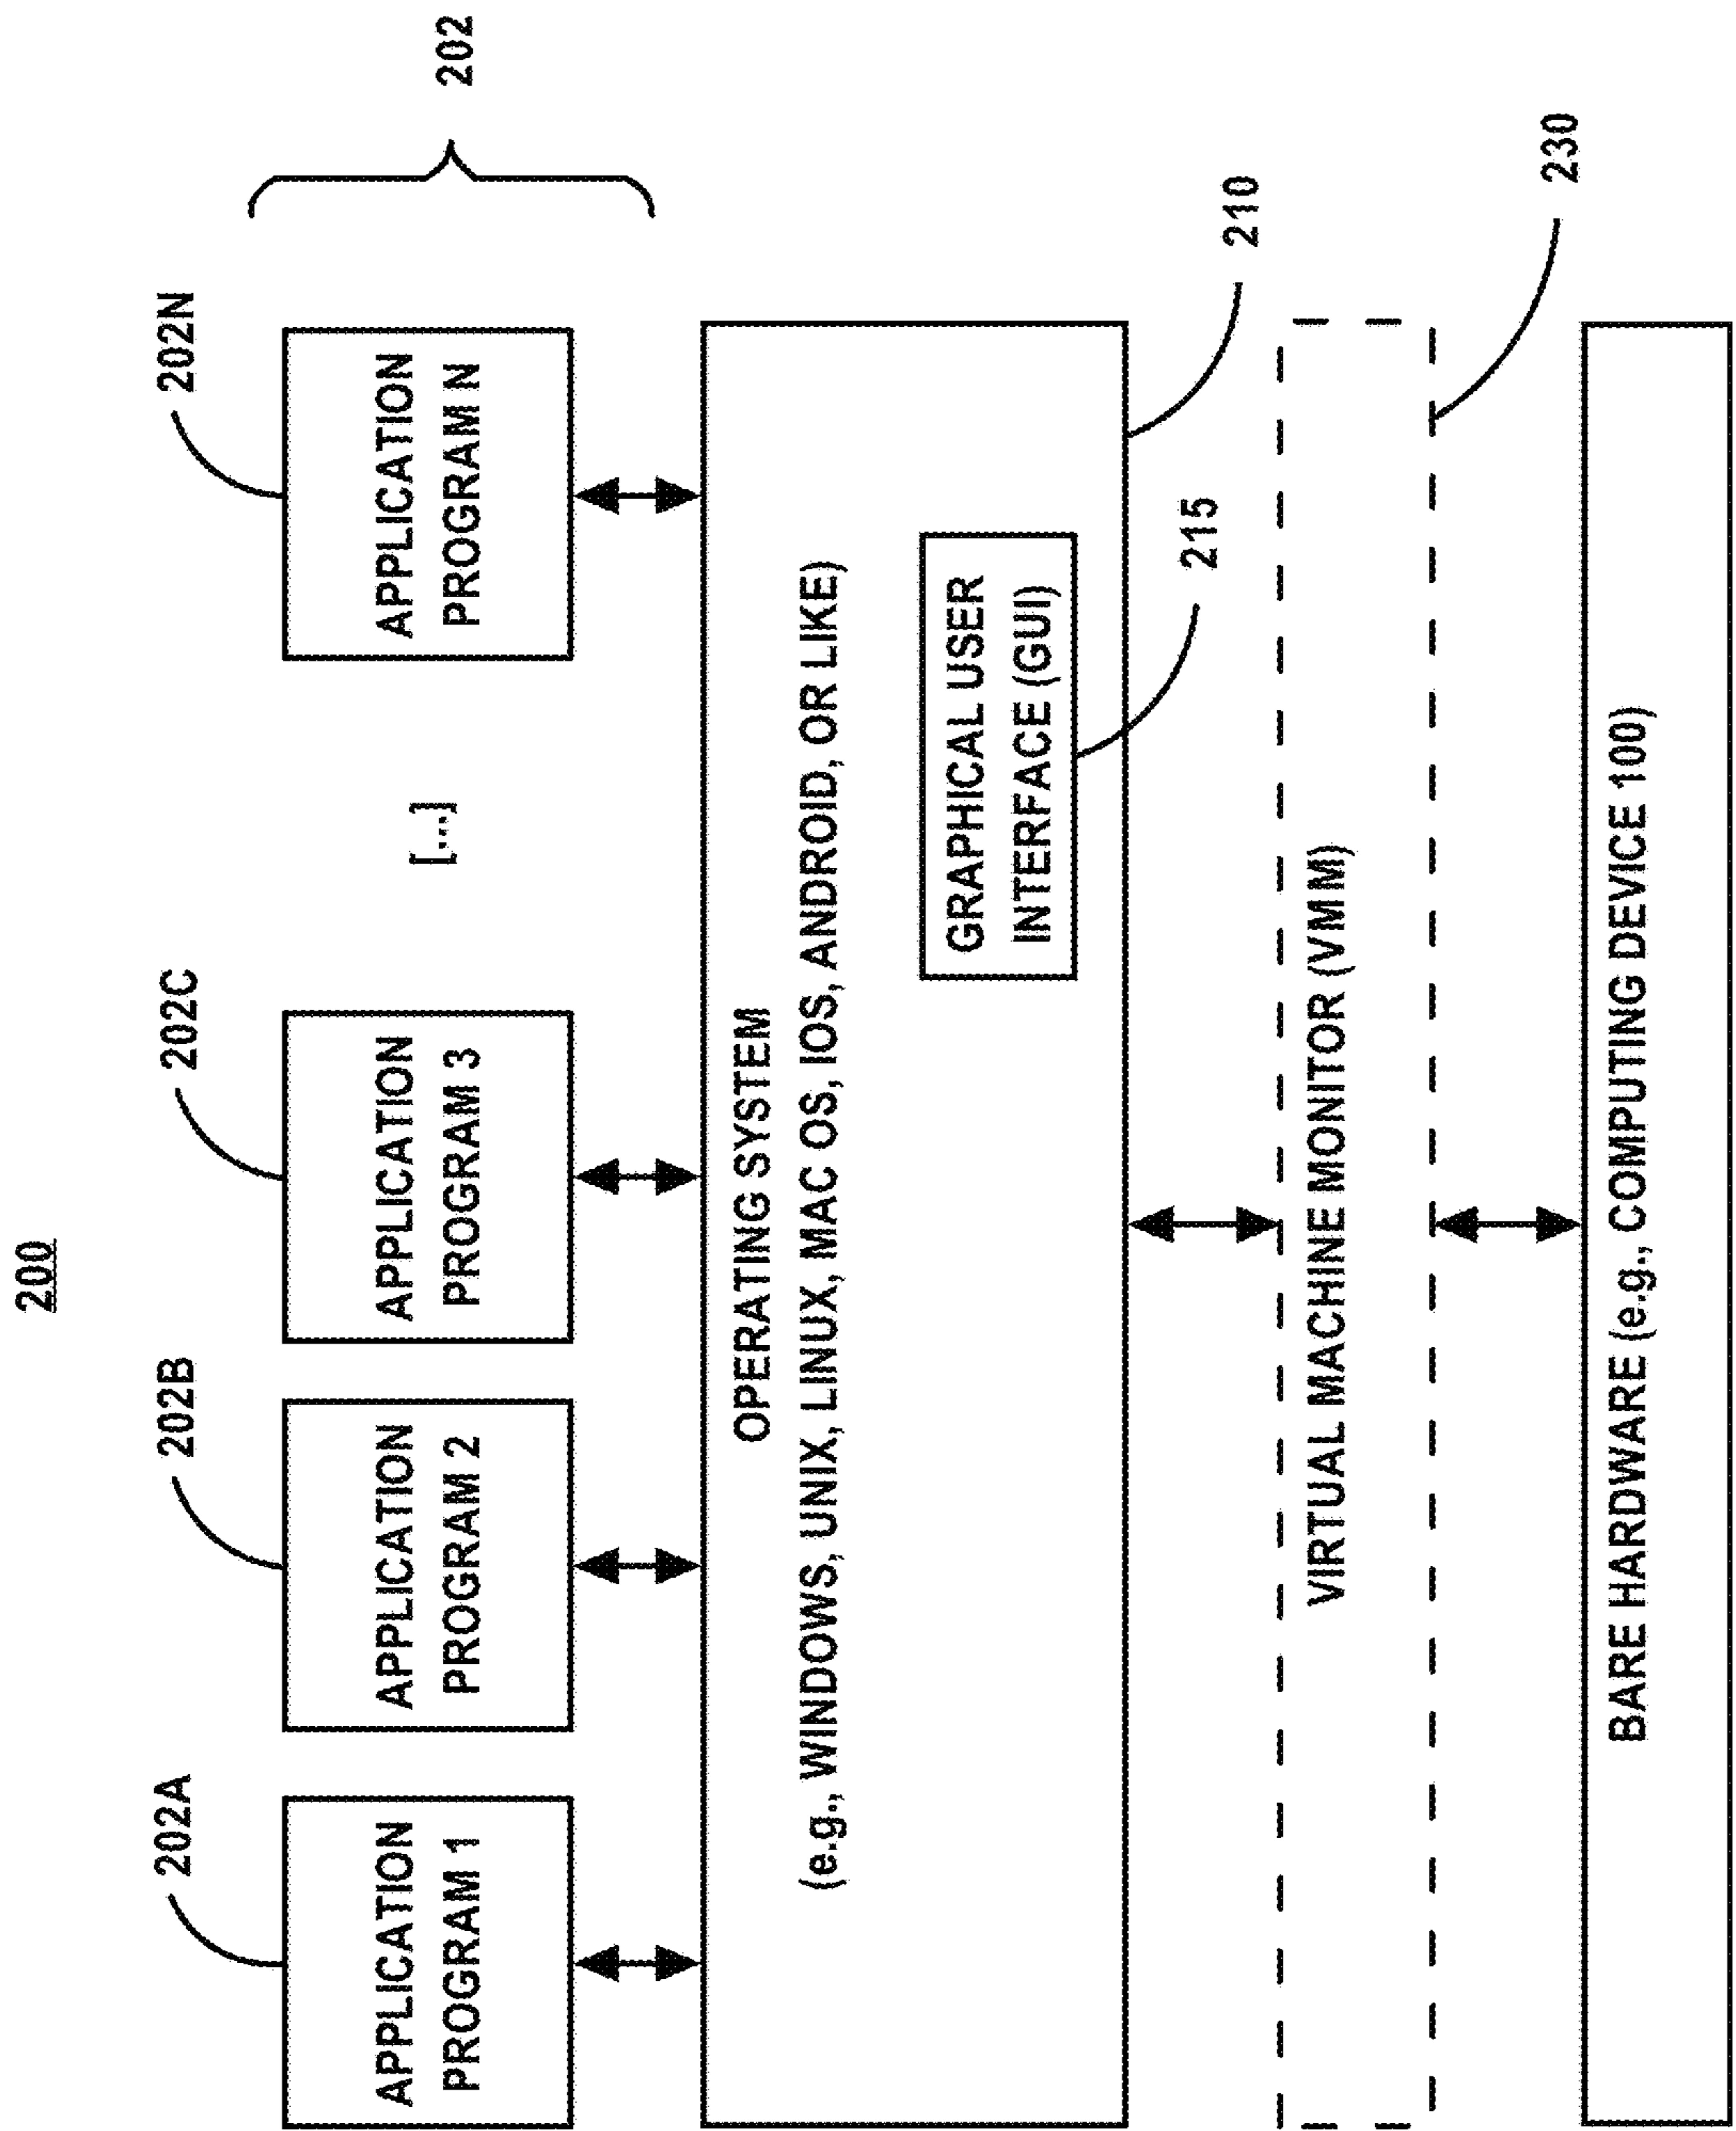 200
202A
202B
202C
202N
202
APPLICATION
PROGRAM 1
APPLICATION
PROGRAM 2
APPLICATION
PROGRAM 3
[...]
APPLICATION
PROGRAM N
OPERATING SYSTEM
(e.g., WINDOWS, UNIX, LINUX, MAC OS, IOS, ANDROID, OR LIKE)
GRAPHICAL USER
INTERFACE (GUI)
215
210
VIRTUAL MACHINE MONITOR (VMM)
230
BARE HARDWARE (e.g., COMPUTING DEVICE 100)